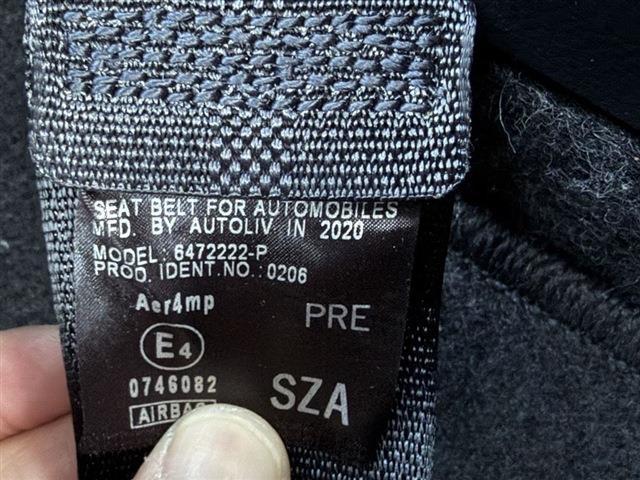 SEAT BELT FOR AUTOMOBILES
MFD. BY AUTOLIV IN 2020
MODEL: 6472222-P
PROD. IDENT.NO.:0206
Aer4mp
PRE
E4
0746082
SZA